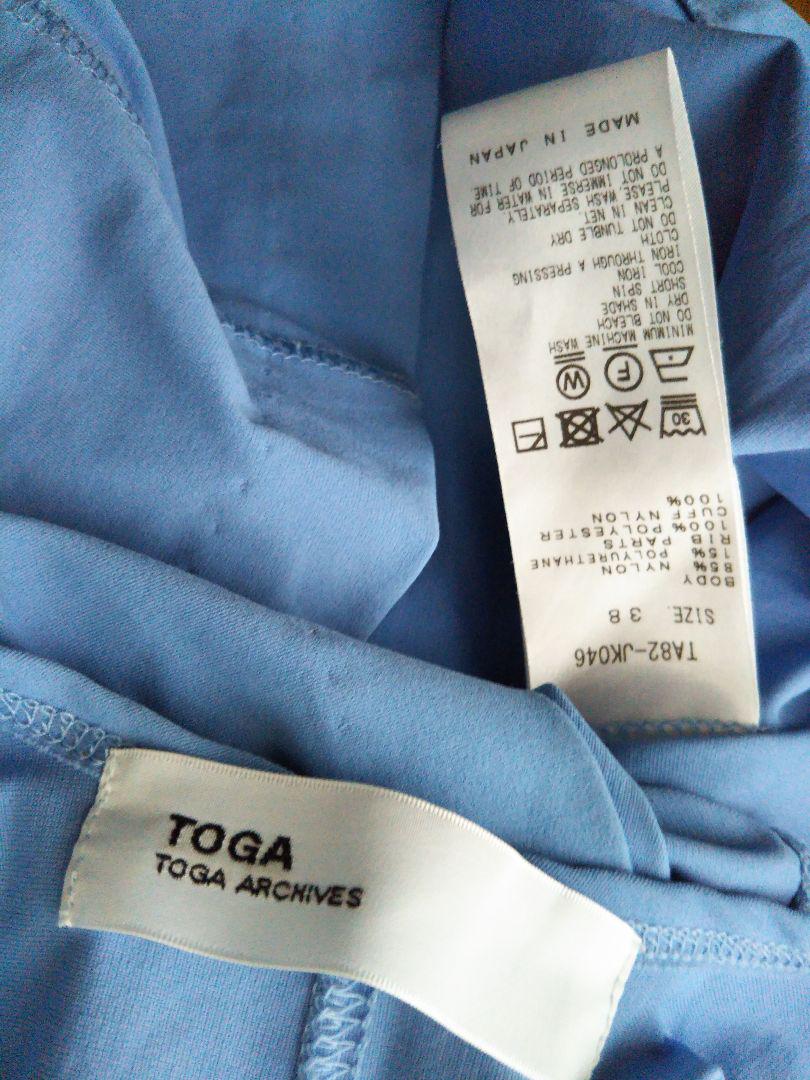 TOGA
TOGA ARCHIVES
TA82-JK046
SIZE. 38
BODY
85% NYLON
15% POLYURETHANE
RIB PARTS
100% POLYESTER
CUFF NYLON
100%
30
F
W
MINIMUM MACHINE WASH
DO NOT BLEACH
DRY IN SHADE
SHORT SPIN
COOL IRON
IRON THROUGH A PRESSING
CLOTH
DO NOT TUNBLE DRY
CLEAN IN NET.
PLEASE WASH SEPARATELY
DO NOT IMMERSE IN WATER FOR
A PROLONGED PERIOD OF TIME
MADE IN JAPAN